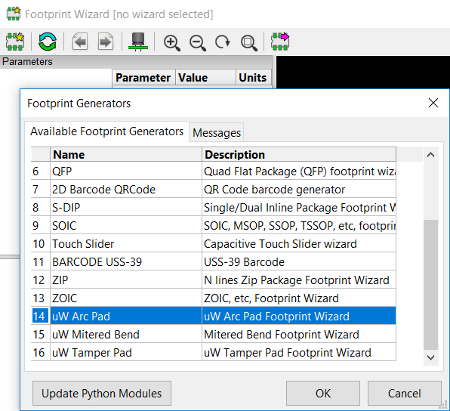 Footprint Wizard [no wizard selected]
Parameters
Parameter Value Units
Footprint Generators
Available Footprint Generators Messages
Name Description
6 QFP Quad Flat Package (QFP) footprint wiza
7 2D Barcode QRCode QR Code barcode generator
8 S-DIP Single/Dual Inline Package Footprint W
9 SOIC SOIC, MSOP, SSOP, TSSOP, etc, footprin
10 Touch Slider Capacitive Touch Slider wizard
11 BARCODE USS-39 USS-39 Barcode
12 ZIP N lines Zip Package Footprint Wizard
13 ZOIC ZOIC, etc, Footprint Wizard
14 uW Arc Pad uW Arc Pad Footprint Wizard
15 uW Mitered Bend Mitered Bend Footprint Wizard
16 uW Tamper Pad uW Tamper Pad Footprint Wizard
Update Python Modules OK Cancel